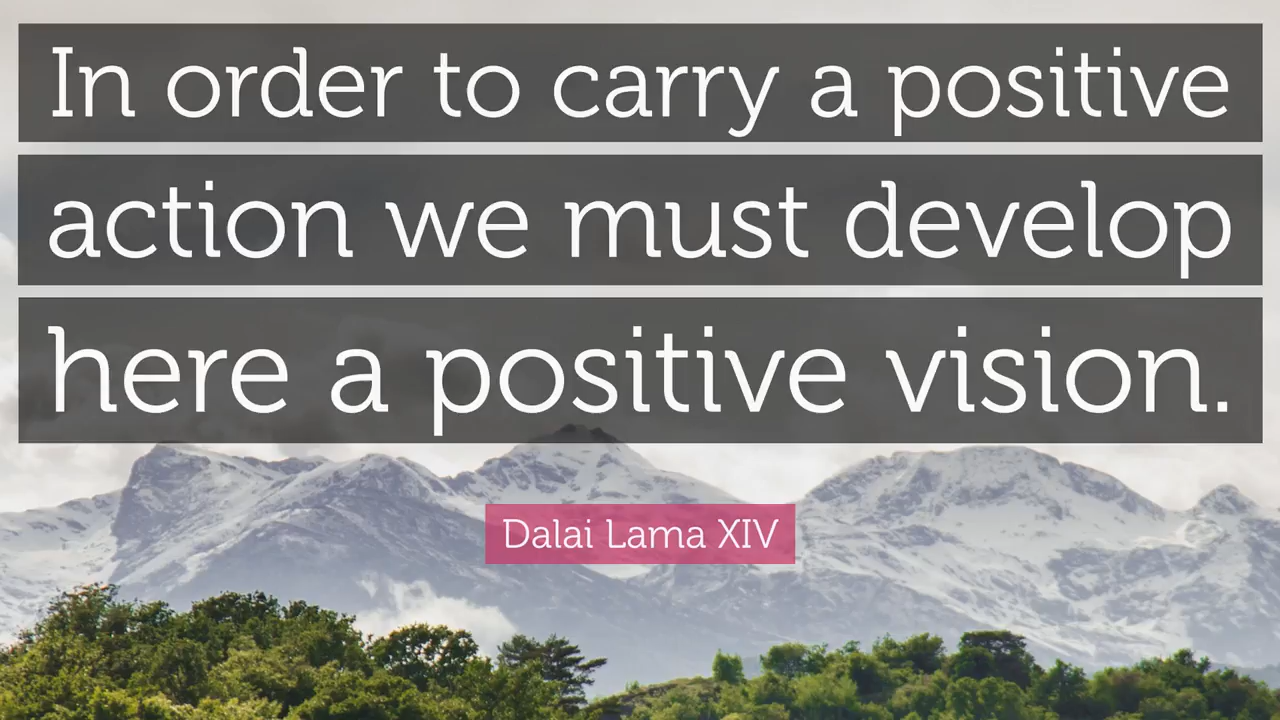 In order to carry a positive
action we must develop
here a positive vision.
Dalai Lama XIV